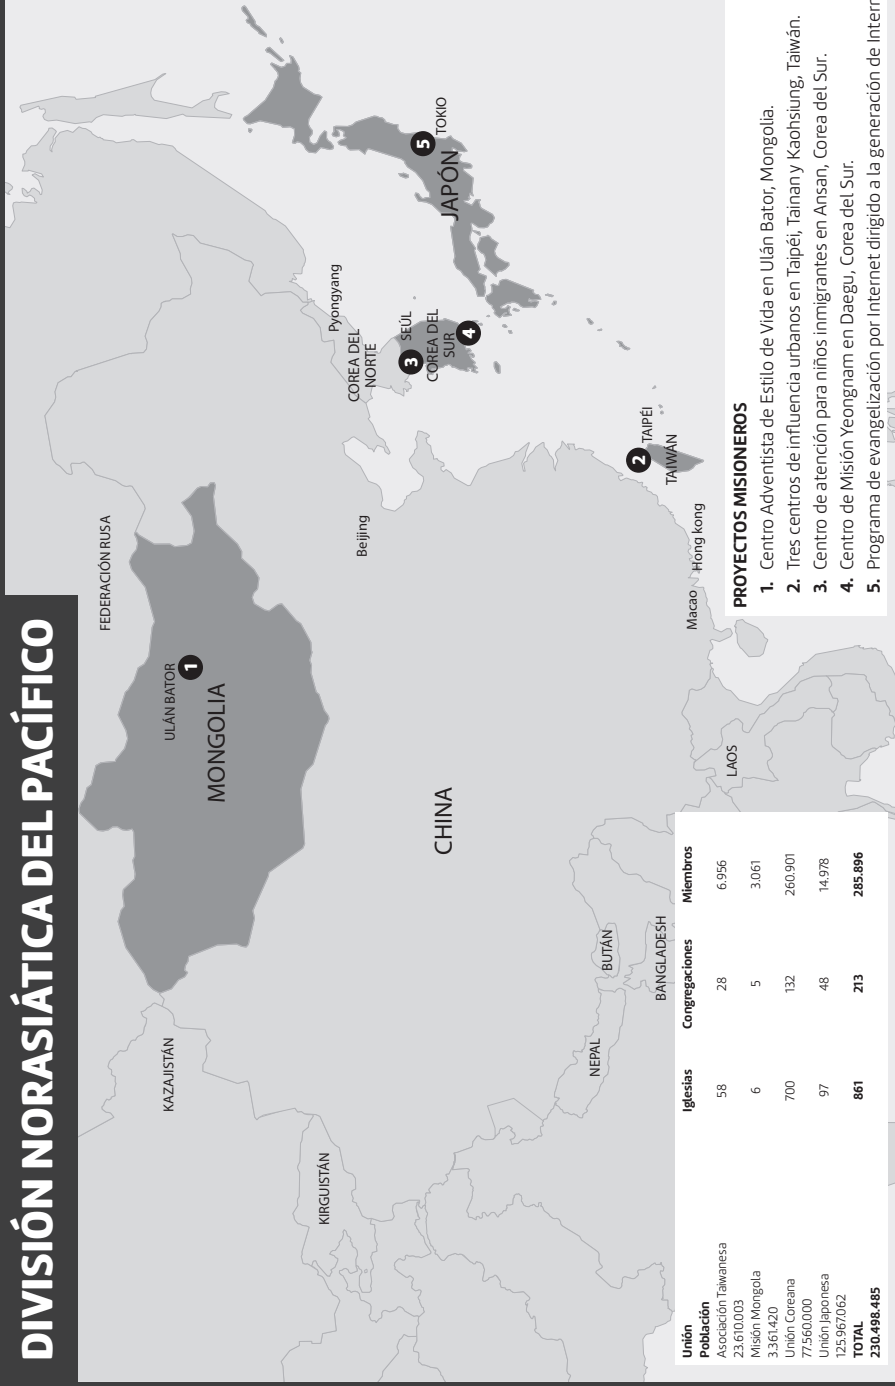 DIVISIÓN NORASIÁTICA DEL PACÍFICO
FEDERACIÓN RUSA
KAZAJISTÁN
ULÁN BATOR
1
MONGOLIA
KIRGUISTÁN
Pyongyang
COREA DEL
NORTE
Beijing
SEÚL
3
COREA DEL
SUR
4
5
TOKIO
JAPÓN
CHINA
NEPAL
BUTÁN
BANGLADESH
2
TAIPÉI
TAIWÁN
Macao
Hong kong
LAOS
Unión Iglesias Congregaciones Miembros
Población
Asociación Taiwanesa 58 28 6.956
23.610.003
Misión Mongola 6 5 3.061
3.361.420
Unión Coreana 700 132 260.901
77.560.000
Unión Japonesa 97 48 14.978
125.967.062
TOTAL 861 213 285.896
230.498.485
PROYECTOS MISIONEROS
1. Centro Adventista de Estilo de Vida en Ulán Bator, Mongolia.
2. Tres centros de influencia urbanos en Taipéi, Tainan y Kaohsiung, Taiwán.
3. Centro de atención para niños inmigrantes en Ansan, Corea del Sur.
4. Centro de Misión Yeongnam en Daegu, Corea del Sur.
5. Programa de evangelización por Internet dirigido a la generación de